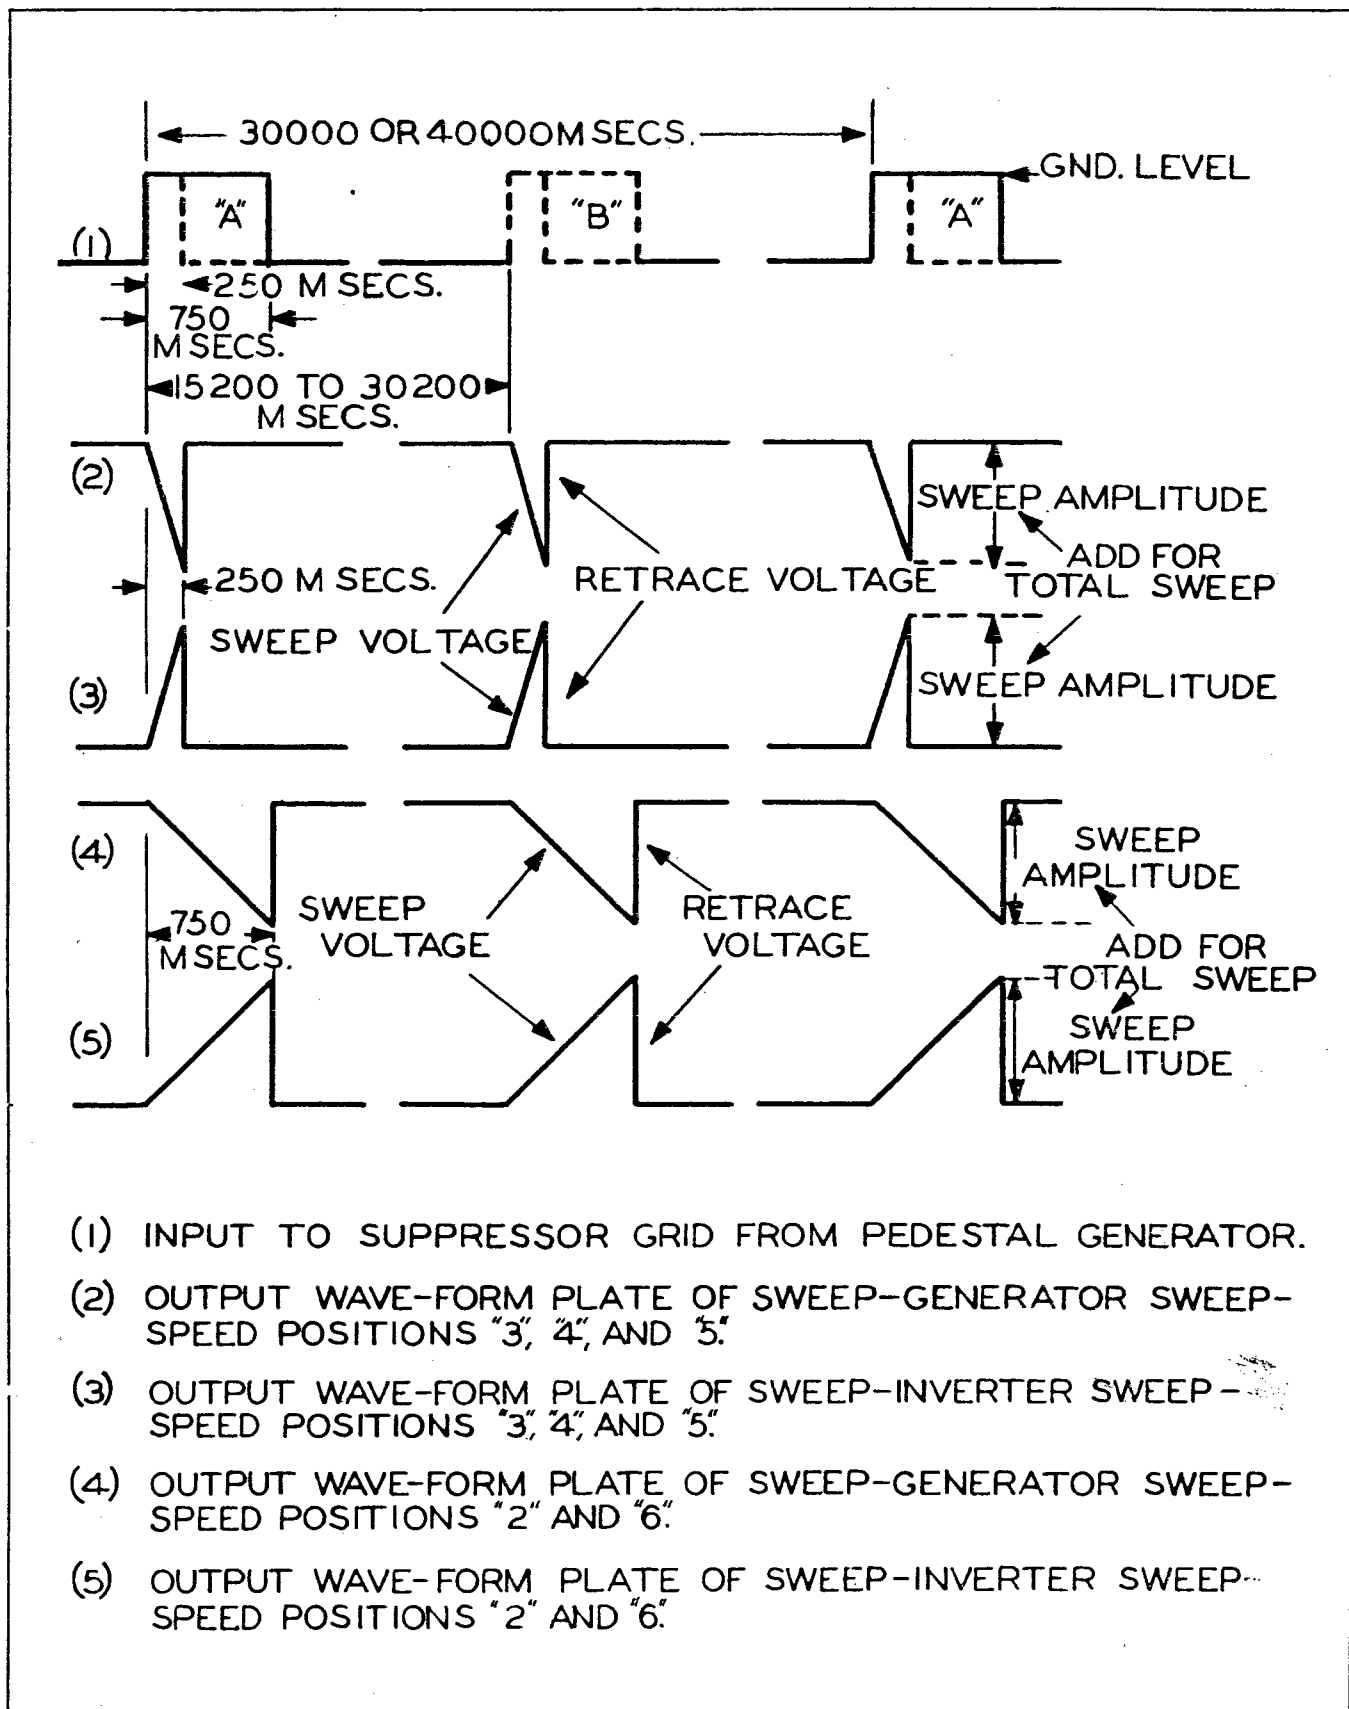 30000 OR 40000 M SECS.
GND. LEVEL
"A"
"B"
"A"
(1)
250 M SECS.
750
M SECS.
15200 TO 30200
M SECS.
(2)
SWEEP AMPLITUDE
ADD FOR
TOTAL SWEEP
250 M SECS.
RETRACE VOLTAGE
SWEEP VOLTAGE
(3)
SWEEP AMPLITUDE
(4)
SWEEP
AMPLITUDE
750
M SECS.
SWEEP
VOLTAGE
RETRACE
VOLTAGE
ADD FOR
TOTAL SWEEP
(5)
SWEEP
AMPLITUDE
(1) INPUT TO SUPPRESSOR GRID FROM PEDESTAL GENERATOR.
(2) OUTPUT WAVE-FORM PLATE OF SWEEP-GENERATOR SWEEP-
SPEED POSITIONS "3", "4", AND "5".
(3) OUTPUT WAVE-FORM PLATE OF SWEEP-INVERTER SWEEP-
SPEED POSITIONS "3", "4", AND "5".
(4) OUTPUT WAVE-FORM PLATE OF SWEEP-GENERATOR SWEEP-
SPEED POSITIONS "2" AND "6".
(5) OUTPUT WAVE-FORM PLATE OF SWEEP-INVERTER SWEEP-
SPEED POSITIONS "2" AND "6".